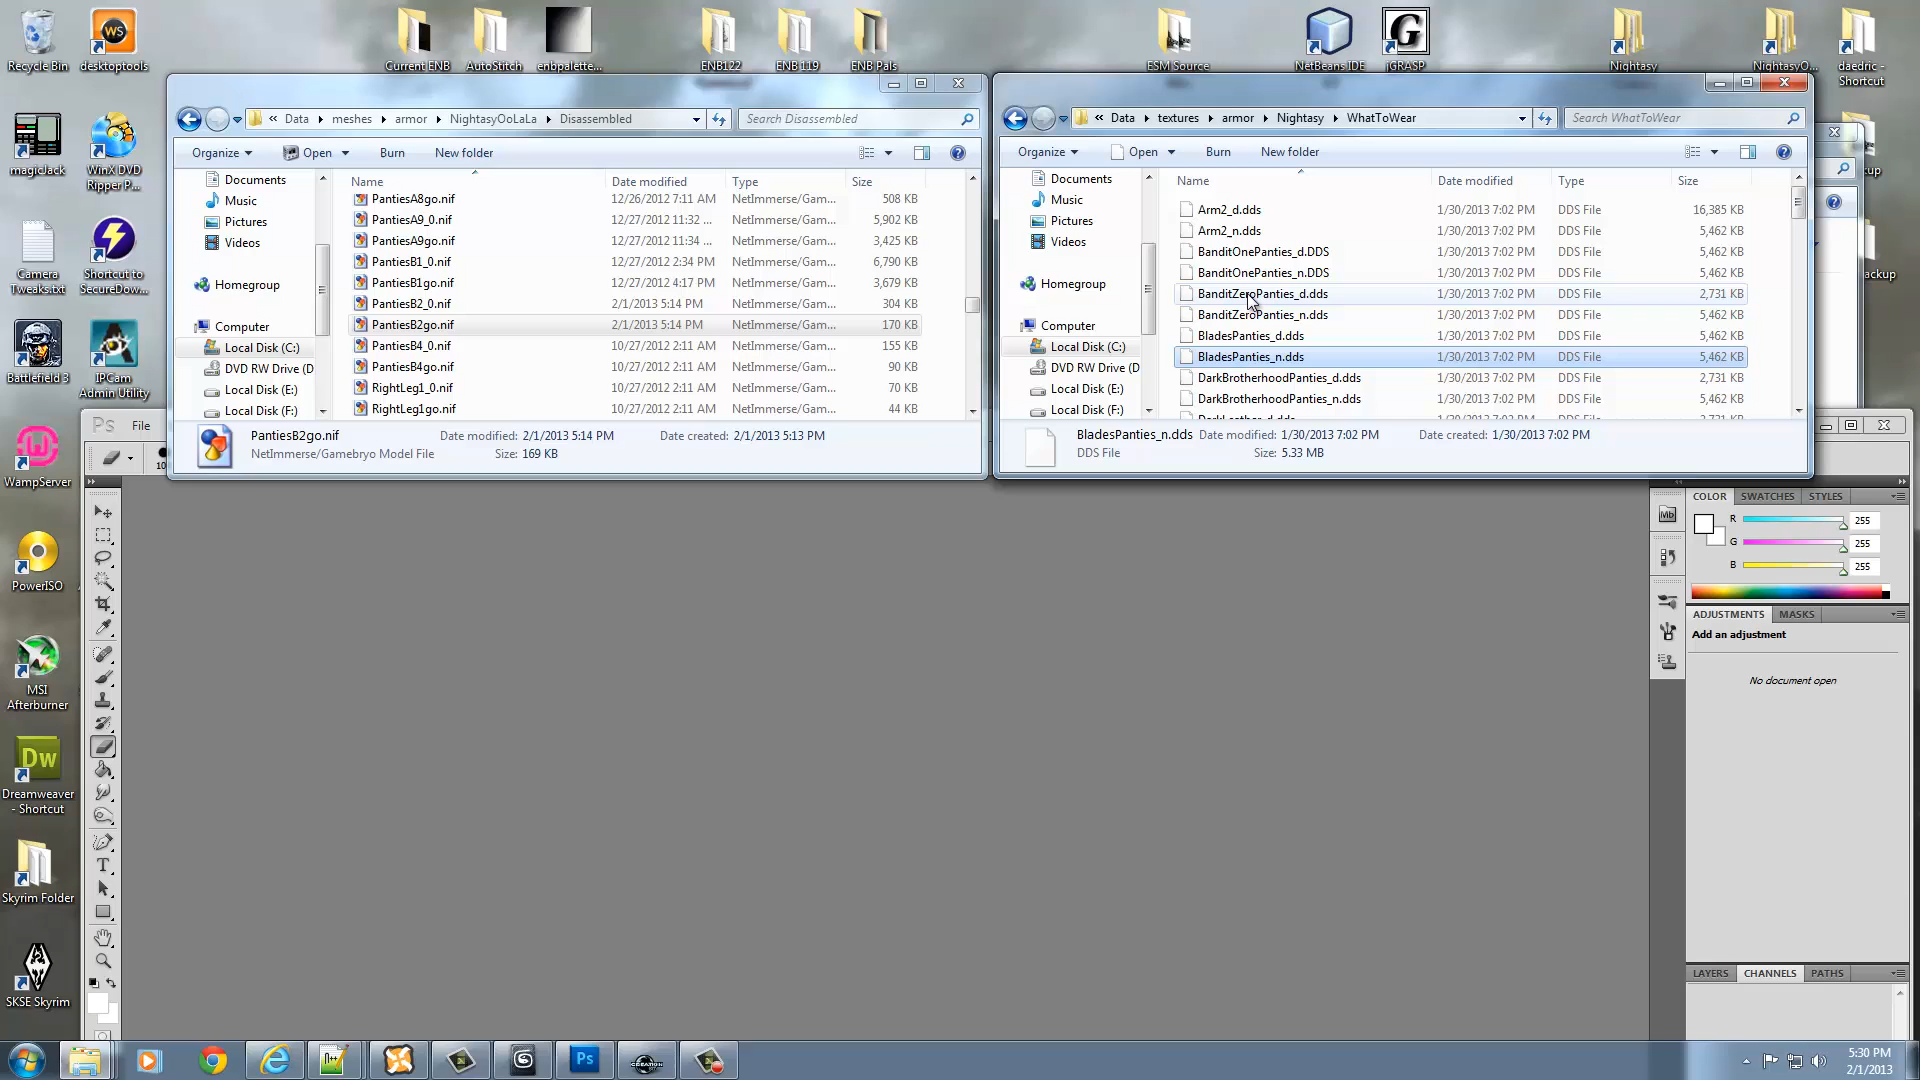 Recycle Bin
desktoptools
Current ENB
AutoStitch
enbpalette...
ENB122
ENB 119
ENB Pals
ESM Source
NetBeans IDE
jGRASP
Nightasy
NightasyO...
daedric - Shortcut
magicJack
WinX DVD Ripper P...
Camera Tweaks.txt
Shortcut to SecureDow...
Battlefield 3
IPCam Admin Utility
WampServer
PowerISO
MSI Afterburner
Dreamweaver - Shortcut
Skyrim Folder
SKSE Skyrim
« Data meshes armor NightasyOoLaLa Disassembled
Search Disassembled
Organize Open Burn New folder
Documents
Music
Pictures
Videos
Homegroup
Computer
Local Disk (C:)
DVD RW Drive (D
Local Disk (E:)
Local Disk (F:)
Name Date modified Type Size
PantiesA8go.nif 12/26/2012 7:11 AM NetImmerse/Gam... 508 KB
PantiesA9_0.nif 12/27/2012 11:32 ... NetImmerse/Gam... 5,902 KB
PantiesA9go.nif 12/27/2012 11:34 ... NetImmerse/Gam... 3,425 KB
PantiesB1_0.nif 12/27/2012 2:34 PM NetImmerse/Gam... 6,790 KB
PantiesB1go.nif 12/27/2012 4:17 PM NetImmerse/Gam... 3,679 KB
PantiesB2_0.nif 2/1/2013 5:14 PM NetImmerse/Gam... 304 KB
PantiesB2go.nif 2/1/2013 5:14 PM NetImmerse/Gam... 170 KB
PantiesB4_0.nif 10/27/2012 2:11 AM NetImmerse/Gam... 155 KB
PantiesB4go.nif 10/27/2012 2:11 AM NetImmerse/Gam... 90 KB
RightLeg1_0.nif 10/27/2012 2:11 AM NetImmerse/Gam... 70 KB
RightLeg1go.nif 10/27/2012 2:11 AM NetImmerse/Gam... 44 KB
PantiesB2go.nif Date modified: 2/1/2013 5:14 PM Date created: 2/1/2013 5:13 PM
NetImmerse/Gamebryo Model File Size: 169 KB
« Data textures armor Nightasy WhatToWear
Search WhatToWear
Organize Open Burn New folder
Documents
Music
Pictures
Videos
Homegroup
Computer
Local Disk (C:)
DVD RW Drive (D
Local Disk (E:)
Local Disk (F:)
Name Date modified Type Size
Arm2_d.dds 1/30/2013 7:02 PM DDS File 16,385 KB
Arm2_n.dds 1/30/2013 7:02 PM DDS File 5,462 KB
BanditOnePanties_d.DDS 1/30/2013 7:02 PM DDS File 5,462 KB
BanditOnePanties_n.DDS 1/30/2013 7:02 PM DDS File 5,462 KB
BanditZeroPanties_d.dds 1/30/2013 7:02 PM DDS File 2,731 KB
BanditZeroPanties_n.dds 1/30/2013 7:02 PM DDS File 5,462 KB
BladesPanties_d.dds 1/30/2013 7:02 PM DDS File 5,462 KB
BladesPanties_n.dds 1/30/2013 7:02 PM DDS File 5,462 KB
DarkBrotherhoodPanties_d.dds 1/30/2013 7:02 PM DDS File 2,731 KB
DarkBrotherhoodPanties_n.dds 1/30/2013 7:02 PM DDS File 5,462 KB
BladesPanties_n.dds Date modified: 1/30/2013 7:02 PM Date created: 1/30/2013 7:02 PM
DDS File Size: 5.33 MB
Ps File
COLOR SWATCHES STYLES
R 255
G 255
B 255
ADJUSTMENTS MASKS
Add an adjustment
No document open
LAYERS CHANNELS PATHS
5:30 PM
2/1/2013